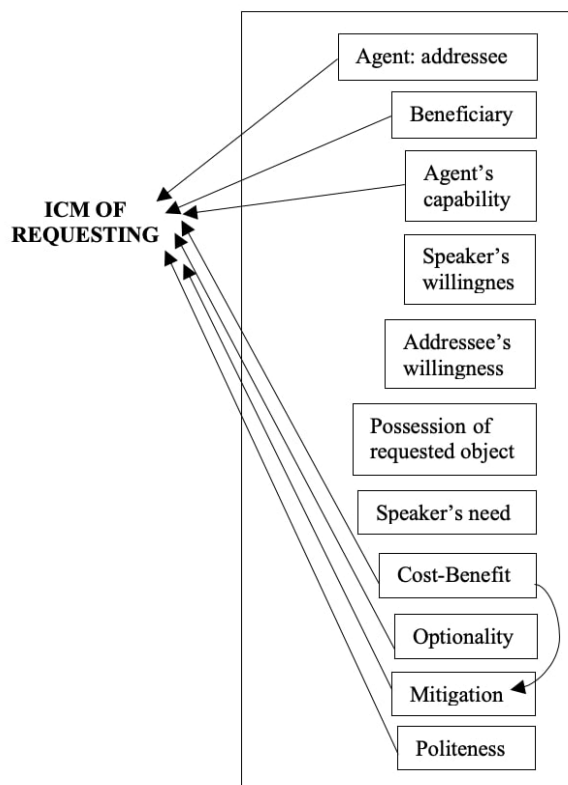 Agent: addressee
Beneficiary
Agent's
capability
ICM OF
REQUESTING
Speaker's
willingnes
Addressee's
willingness
Possession of
requested object
Speaker's need
Cost-Benefit
Optionality
Mitigation
Politeness